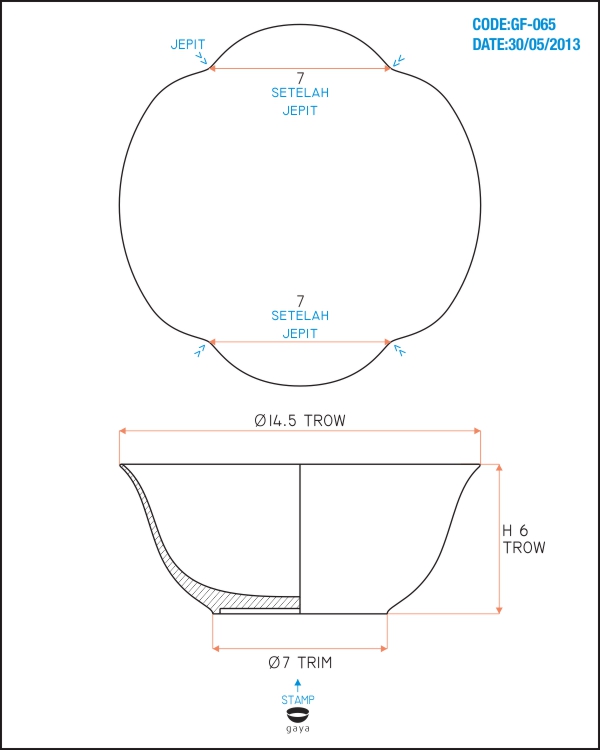 CODE:GF-065
DATE:30/05/2013
JEPIT
7
SETELAH
JEPIT
7
SETELAH
JEPIT
Ø14.5 TROW
H 6
TROW
Ø7 TRIM
STAMP
gaya